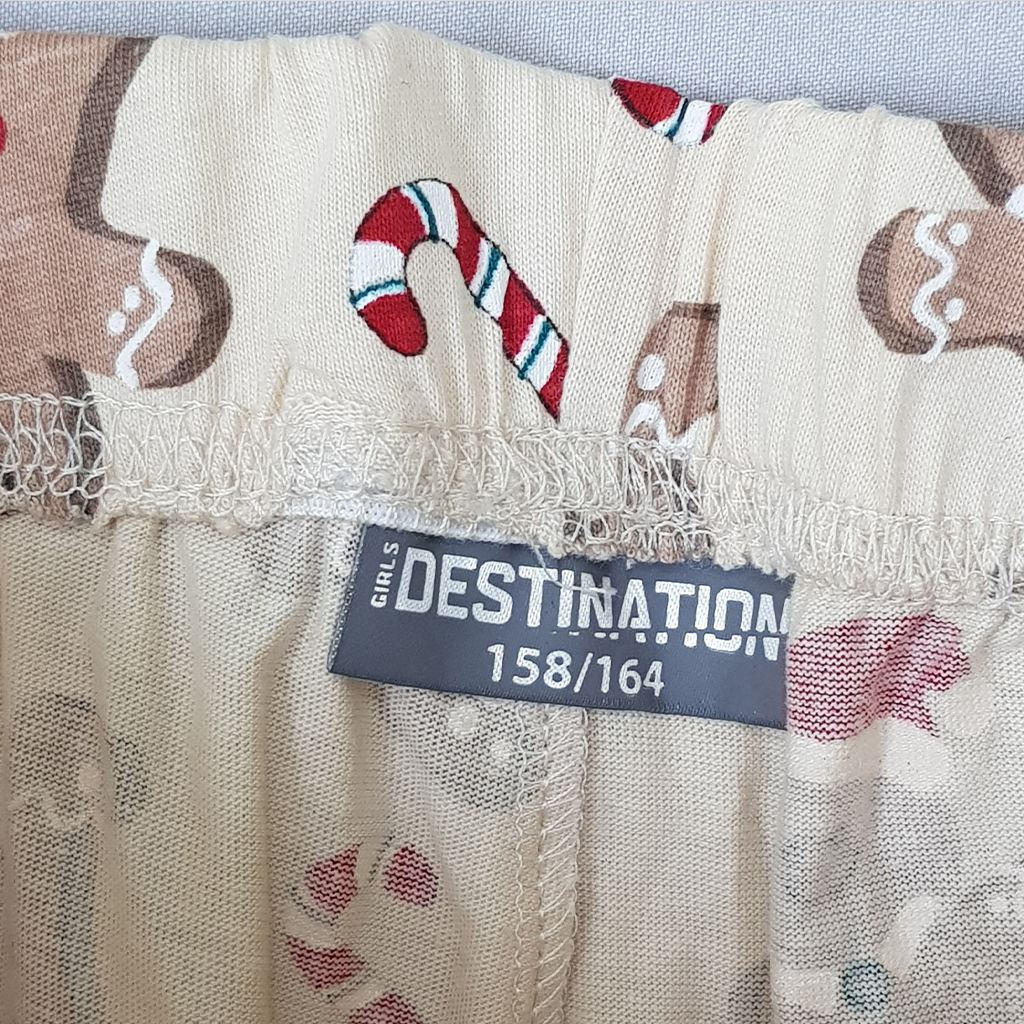 GIRLS
DESTINATION
158/164